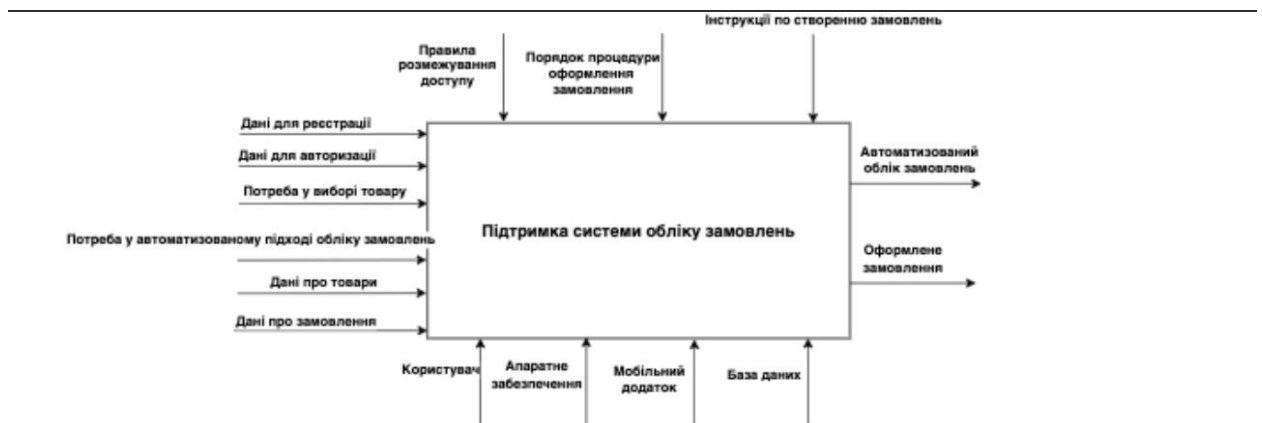 Інструкції по створенню замовлень
Правила
розмежування
доступу
Порядок процедури
оформлення
замовлення
Дані для реєстрації
Дані для авторизації
Потреба у виборі товару
Потреба у автоматизованому підході обліку замовлень
Дані про товари
Дані про замовлення
Підтримка системи обліку замовлень
Автоматизований
облік замовлень
Оформлене
замовлення
Користувач
Апаратне
забезпечення
Мобільний
додаток
База даних